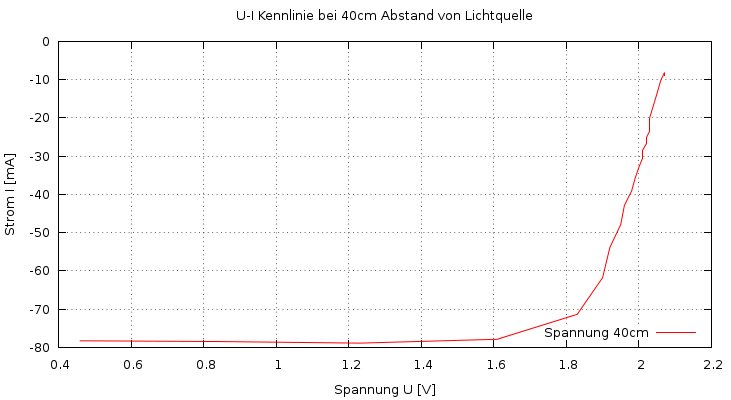 U-I Kennlinie bei 40cm Abstand von Lichtquelle
0
-10
-20
-30
-40
-50
-60
-70
-80
Strom I [mA]
Spannung 40cm
0.4 0.6 0.8 1 1.2 1.4 1.6 1.8 2 2.2
Spannung U [V]